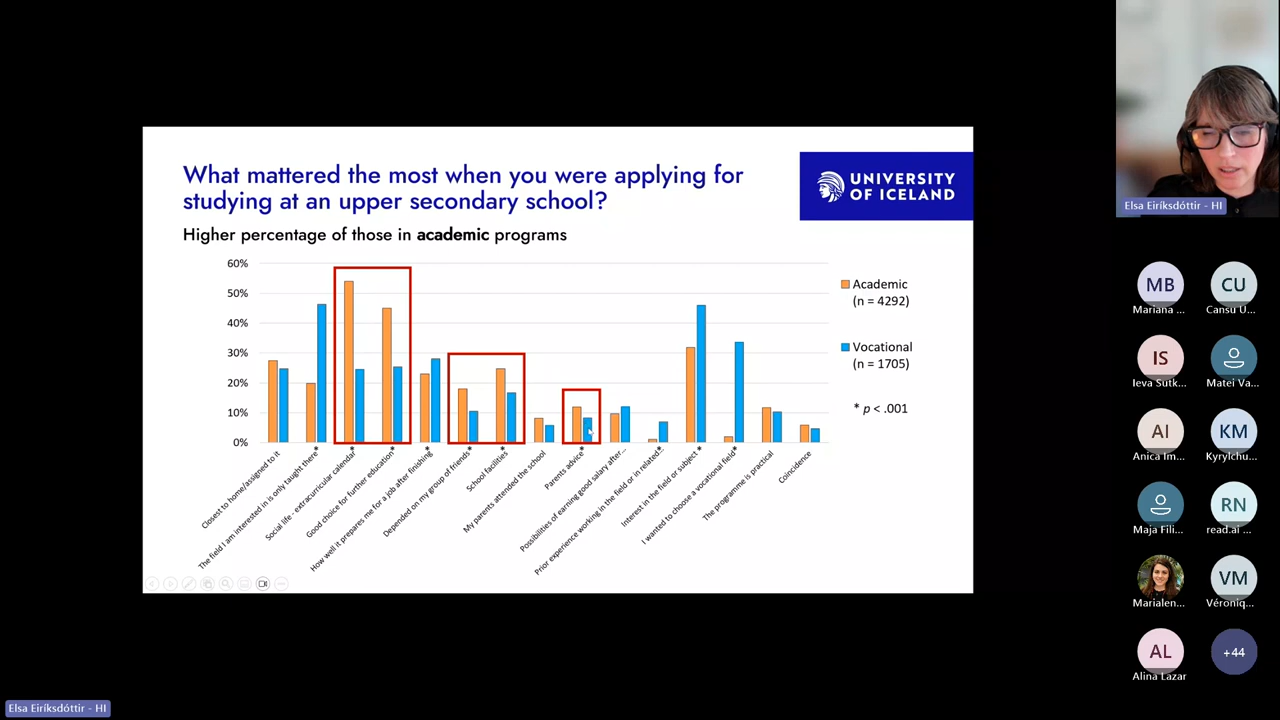 What mattered the most when you were applying for
studying at an upper secondary school?
UNIVERSITY
OF ICELAND
Higher percentage of those in academic programs
60%
50%
40%
30%
20%
10%
0%
Academic
(n = 4292)
Vocational
(n = 1705)
* p < .001
Closest to home/assigned to it
The field I am interested in is only taught there*
Social life - extracurricular calendar*
Good choice for further education*
How well it prepares me for a job after finishing*
Depended on my group of friends*
School facilities*
My parents attended the school
Parents advice*
Possibilities of earning good salary after...
Prior experience working in the field or in related*
Interest in the field or subject *
I wanted to choose a vocational field*
The programme is practical
Coincidence
Elsa Eiríksdóttir - HI
MB
Mariana ...
CU
Cansu U...
IS
Ieva Sutk...
Matei Va...
AI
Anica Im...
KM
Kyrylchu...
Maja Fili...
RN
read.ai ...
Marialen...
VM
Véroniq...
AL
Alina Lazar
+44
Elsa Eiríksdóttir - HI